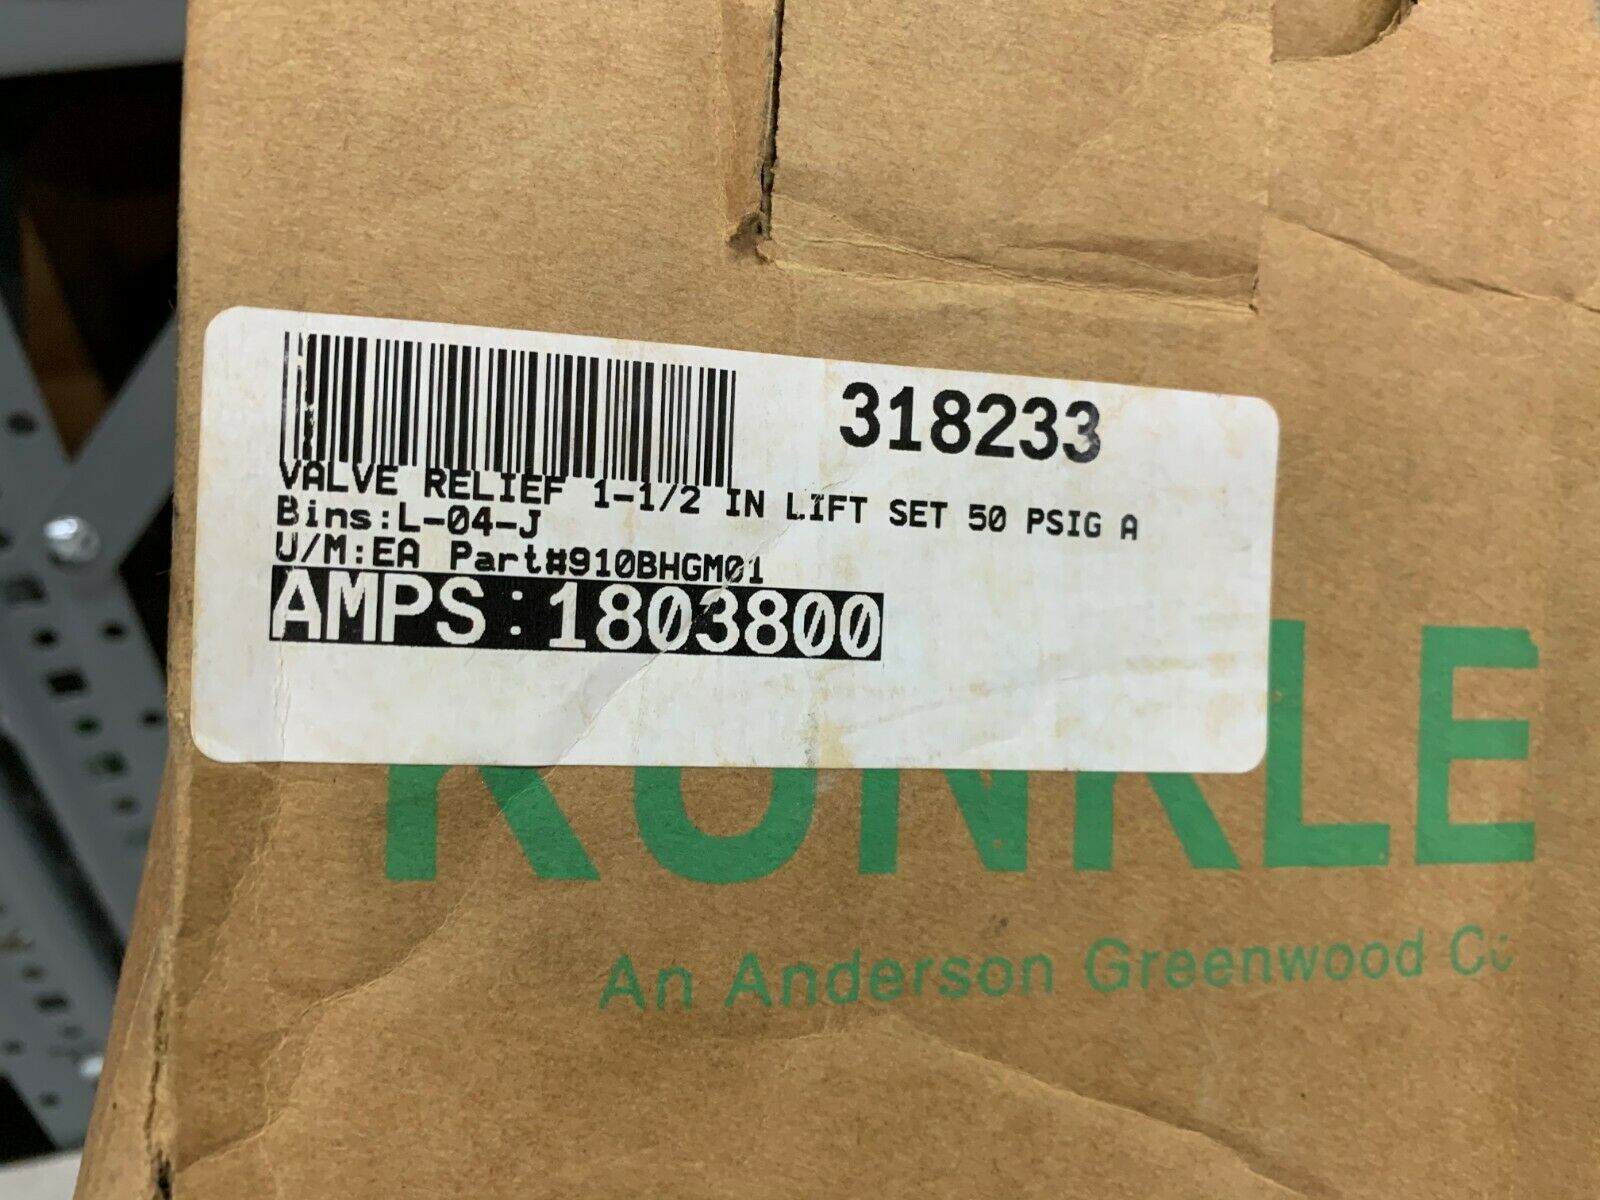 318233
VALVE RELIEF 1-1/2 IN LIFT SET 50 PSIG A
Bins:L-04-J
U/M:EA Part#910BHGM01
AMPS:1803800
KUNKLE
An Anderson Greenwood Co